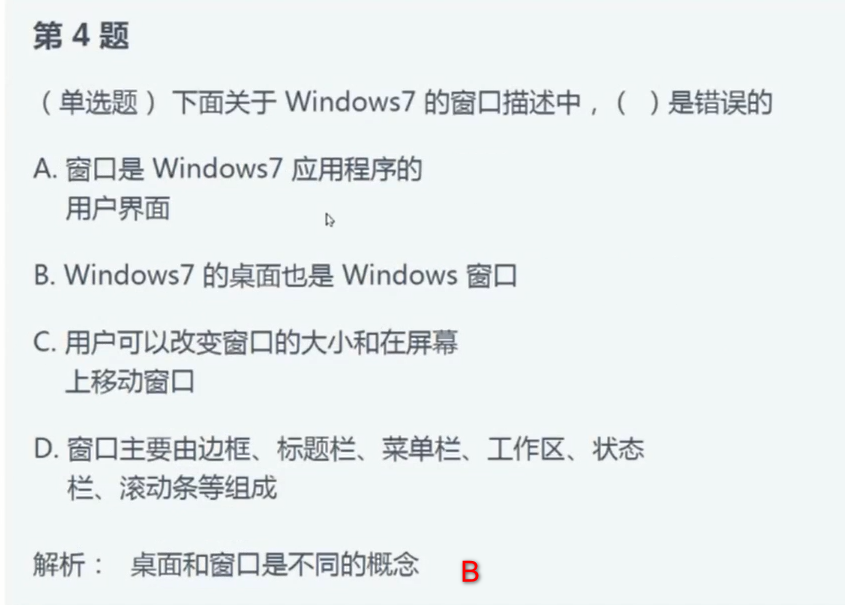 第 4 题
（单选题） 下面关于 Windows7 的窗口描述中，（ ）是错误的
A. 窗口是 Windows7 应用程序的
用户界面
B. Windows7 的桌面也是 Windows 窗口
C. 用户可以改变窗口的大小和在屏幕
上移动窗口
D. 窗口主要由边框、标题栏、菜单栏、工作区、状态
栏、滚动条等组成
解析： 桌面和窗口是不同的概念 B